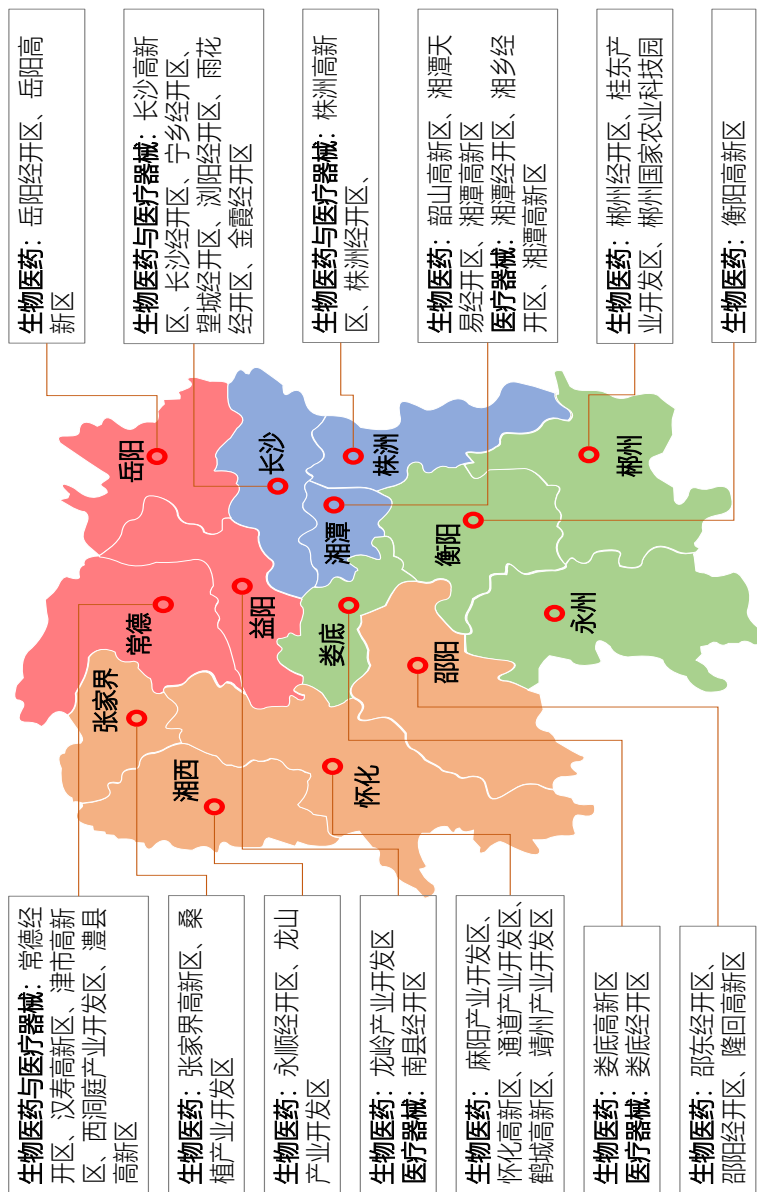 生物医药与医疗器械：常德经
开区、汉寿高新区、津市高新
区、西洞庭产业开发区、澧县
高新区
生物医药：张家界高新区、桑
植产业开发区
生物医药：永顺经开区、龙山
产业开发区
生物医药：龙岭产业开发区
医疗器械：南县经开区
生物医药：麻阳产业开发区、
怀化高新区、通道产业开发区、
鹤城高新区、靖州产业开发区
生物医药：娄底高新区
医疗器械：娄底经开区
生物医药：邵东经开区、
邵阳经开区、隆回高新区
张家界
常德
岳阳
湘西
益阳
长沙
怀化
娄底
湘潭
株洲
邵阳
衡阳
永州
郴州
生物医药：岳阳经开区、岳阳高
新区
生物医药与医疗器械：长沙高新
区、长沙经开区、宁乡经开区、
望城经开区、浏阳经开区、雨花
经开区、金霞经开区
生物医药与医疗器械：株洲高新
区、株洲经开区、
生物医药：韶山高新区、湘潭天
易经开区、湘潭高新区
医疗器械：湘潭经开区、湘乡经
开区、湘潭高新区
生物医药：郴州经开区、桂东产
业开发区、郴州国家农业科技园
生物医药：衡阳高新区